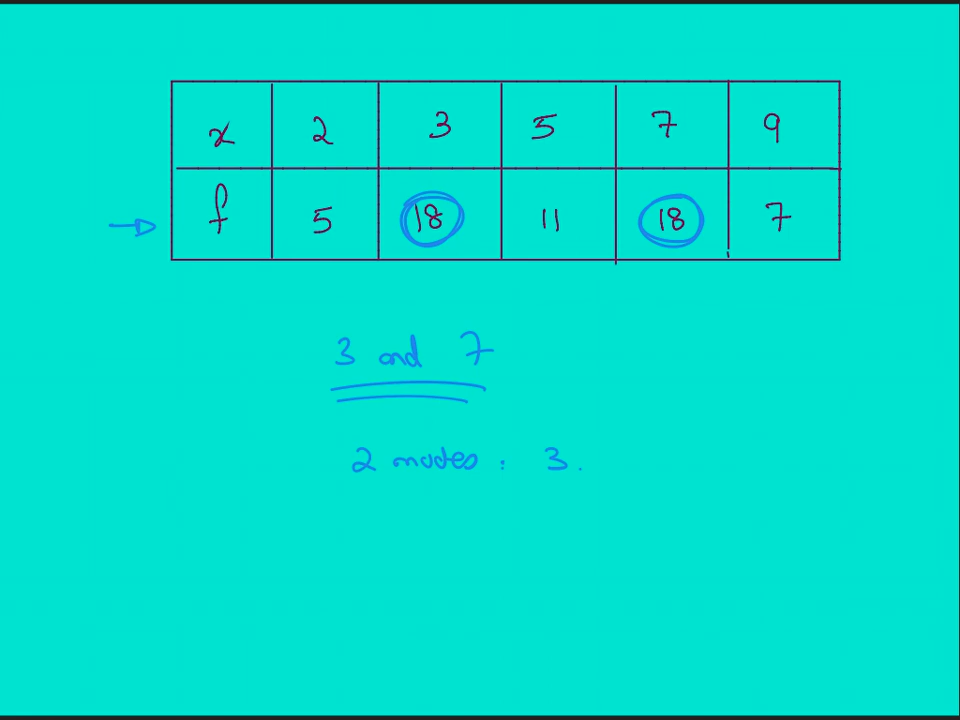 x 2 3 5 7 9
→ f 5 18 11 18 7
3 and 7
2 modes : 3.